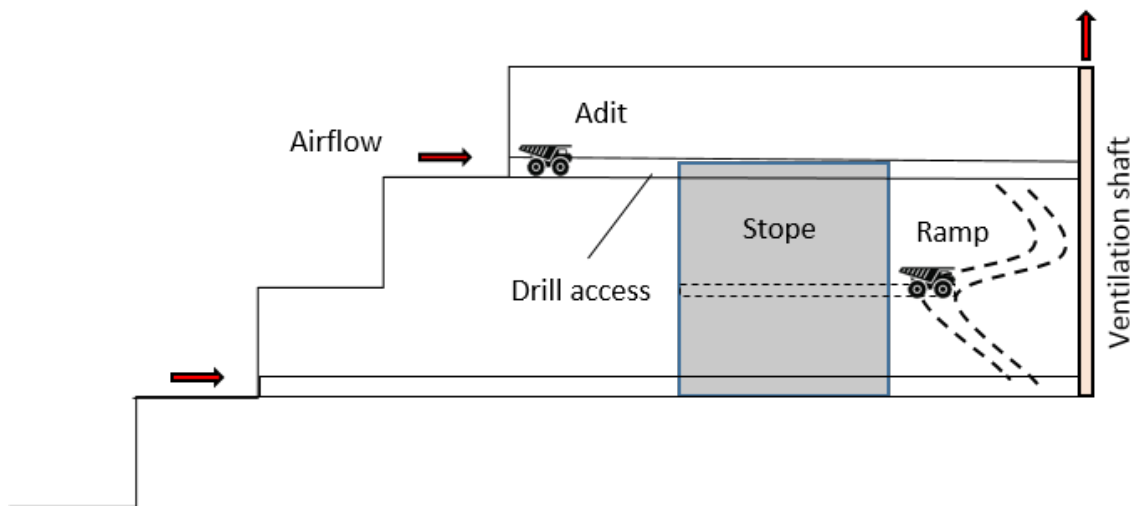 Adit
Airflow
Stope
Ramp
Drill access
Ventilation shaft